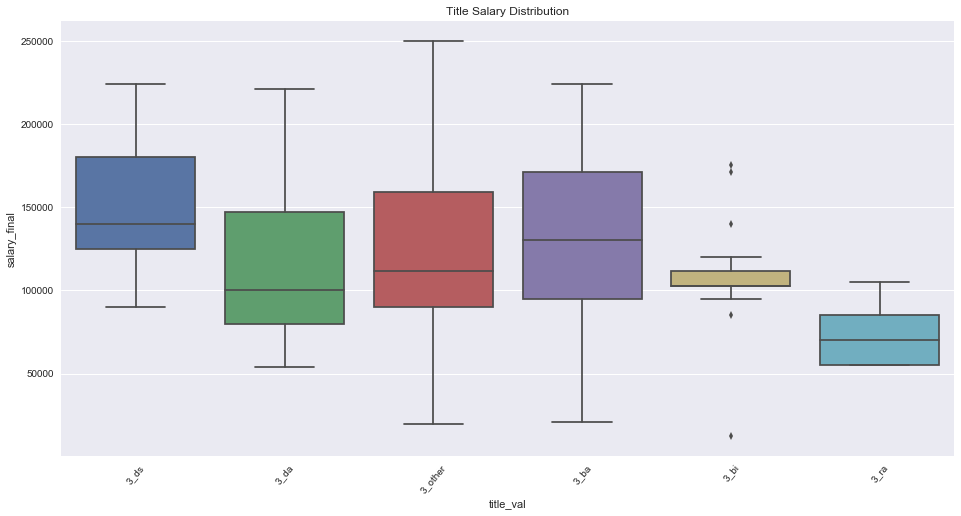 Title Salary Distribution
salary_final
250000
200000
150000
100000
50000
3_ds
3_da
3_other
3_ba
3_bi
3_ra
title_val